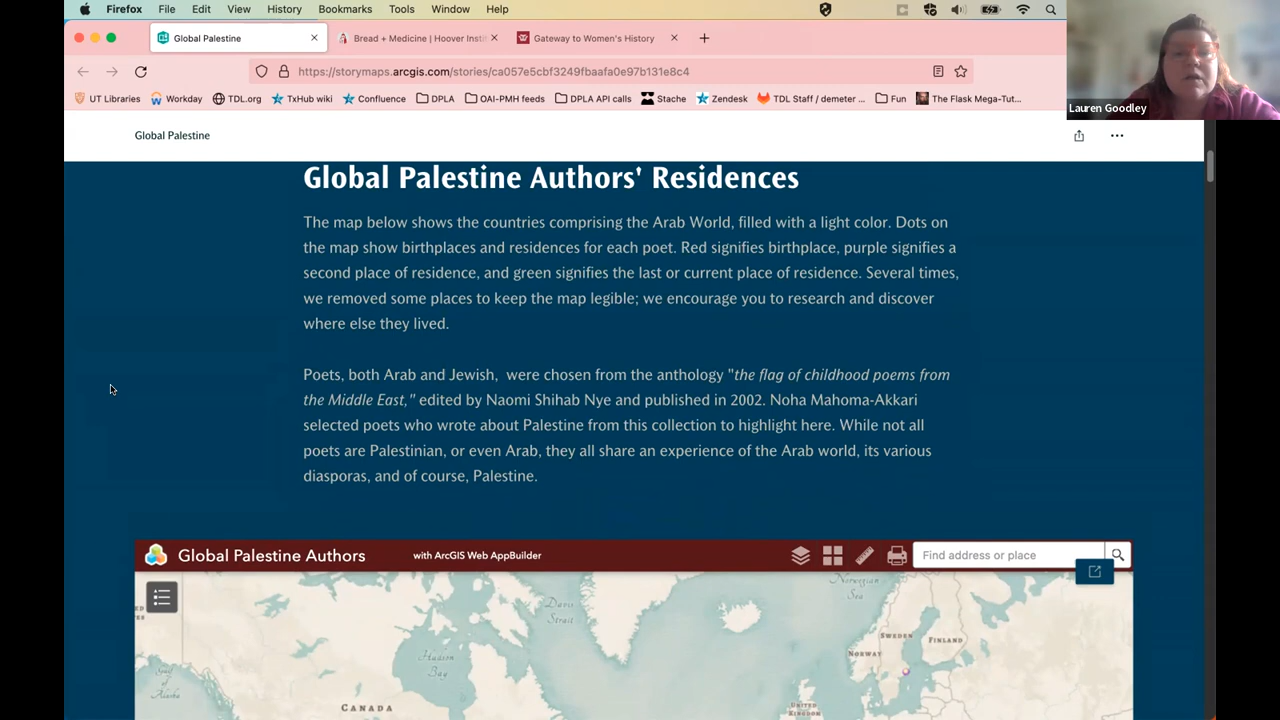 Firefox File Edit View History Bookmarks Tools Window Help
Global Palestine
Bread + Medicine | Hoover Insti
Gateway to Women's History
https://storymaps.arcgis.com/stories/ca057e5cbf3249fbaafa0e97b131e8c4
UT Libraries Workday TDL.org TxHub wiki Confluence DPLA OAI-PMH feeds DPLA API calls Stache Zendesk TDL Staff / demeter ... Fun The Flask Mega-Tut...
Lauren Goodley
Global Palestine
Global Palestine Authors' Residences
The map below shows the countries comprising the Arab World, filled with a light color. Dots on
the map show birthplaces and residences for each poet. Red signifies birthplace, purple signifies a
second place of residence, and green signifies the last or current place of residence. Several times,
we removed some places to keep the map legible; we encourage you to research and discover
where else they lived.
Poets, both Arab and Jewish, were chosen from the anthology "the flag of childhood poems from
the Middle East," edited by Naomi Shihab Nye and published in 2002. Noha Mahoma-Akkari
selected poets who wrote about Palestine from this collection to highlight here. While not all
poets are Palestinian, or even Arab, they all share an experience of the Arab world, its various
diasporas, and of course, Palestine.
Global Palestine Authors with ArcGIS Web AppBuilder
Find address or place
Norwegian
Sea
Davis
Strait
SWEDEN
FINLAND
NORWAY
Hudson
Bay
Gulf of
Alaska
CANADA
UNITED
KINGDOM